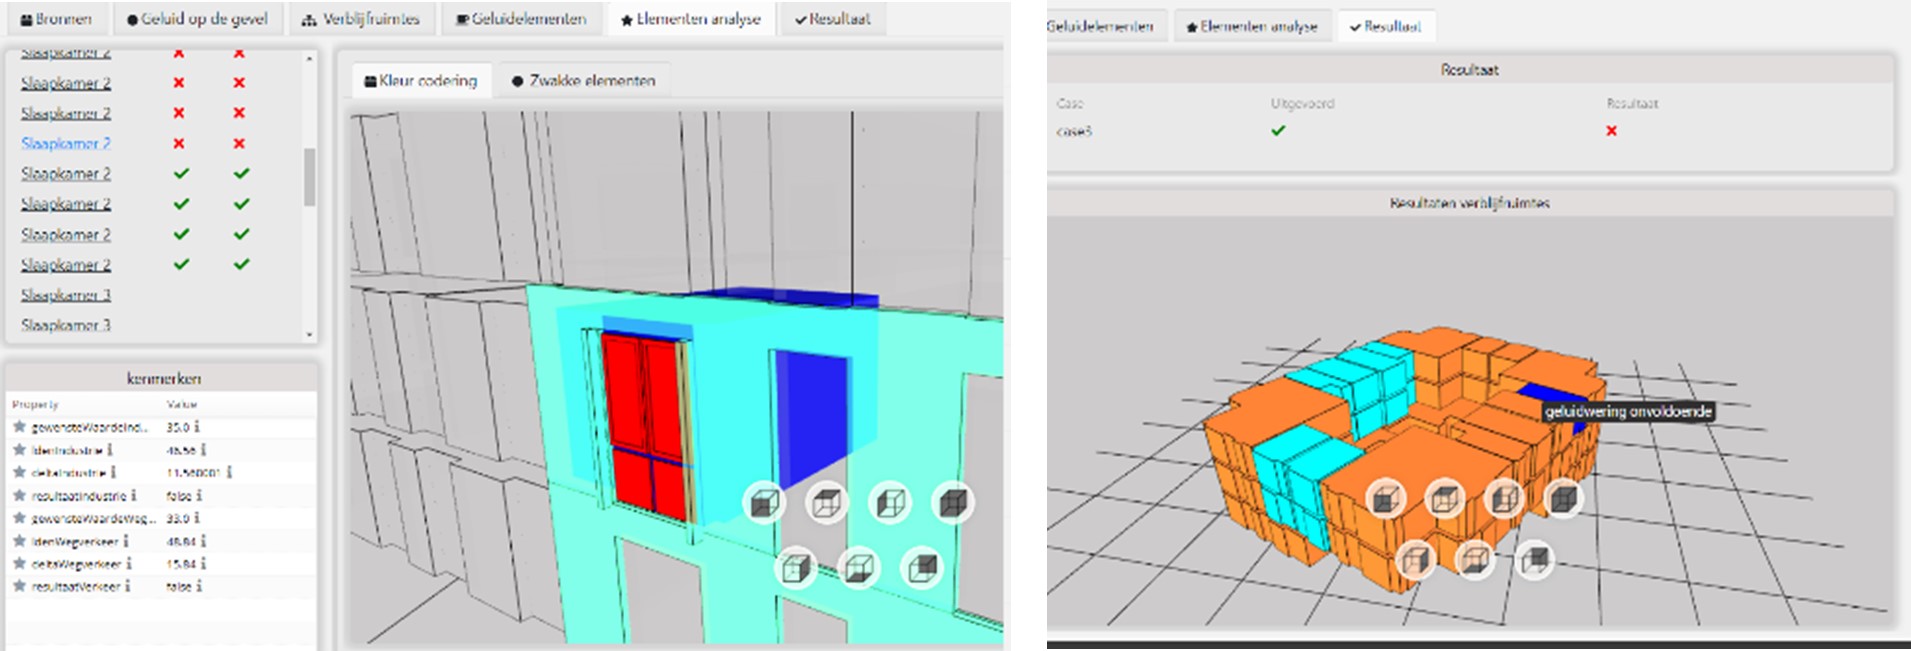 Bronnen
Geluid op de gevel
Verblijfruimtes
Geluidelementen
Elementen analyse
Resultaat
Slaapkamer 2
Slaapkamer 2
Slaapkamer 2
Slaapkamer 2
Slaapkamer 2
Slaapkamer 2
Slaapkamer 2
Slaapkamer 2
Slaapkamer 3
Slaapkamer 3
Kleur codering
Zwakke elementen
kenmerken
Property Value
gewensteWaardeInd... 35.0
ldenIndustrie 46.56
deltaIndustrie 11.560001
resultaatIndustrie false
gewensteWaardeWeg... 33.0
ldenWegverkeer 48.84
deltaWegverkeer 15.84
resultaatVerkeer false
Geluidelementen
Elementen analyse
Resultaat
Resultaat
Case Uitgevoerd Resultaat
case3
Resultaten verblijfruimtes
geluidwering onvoldoende